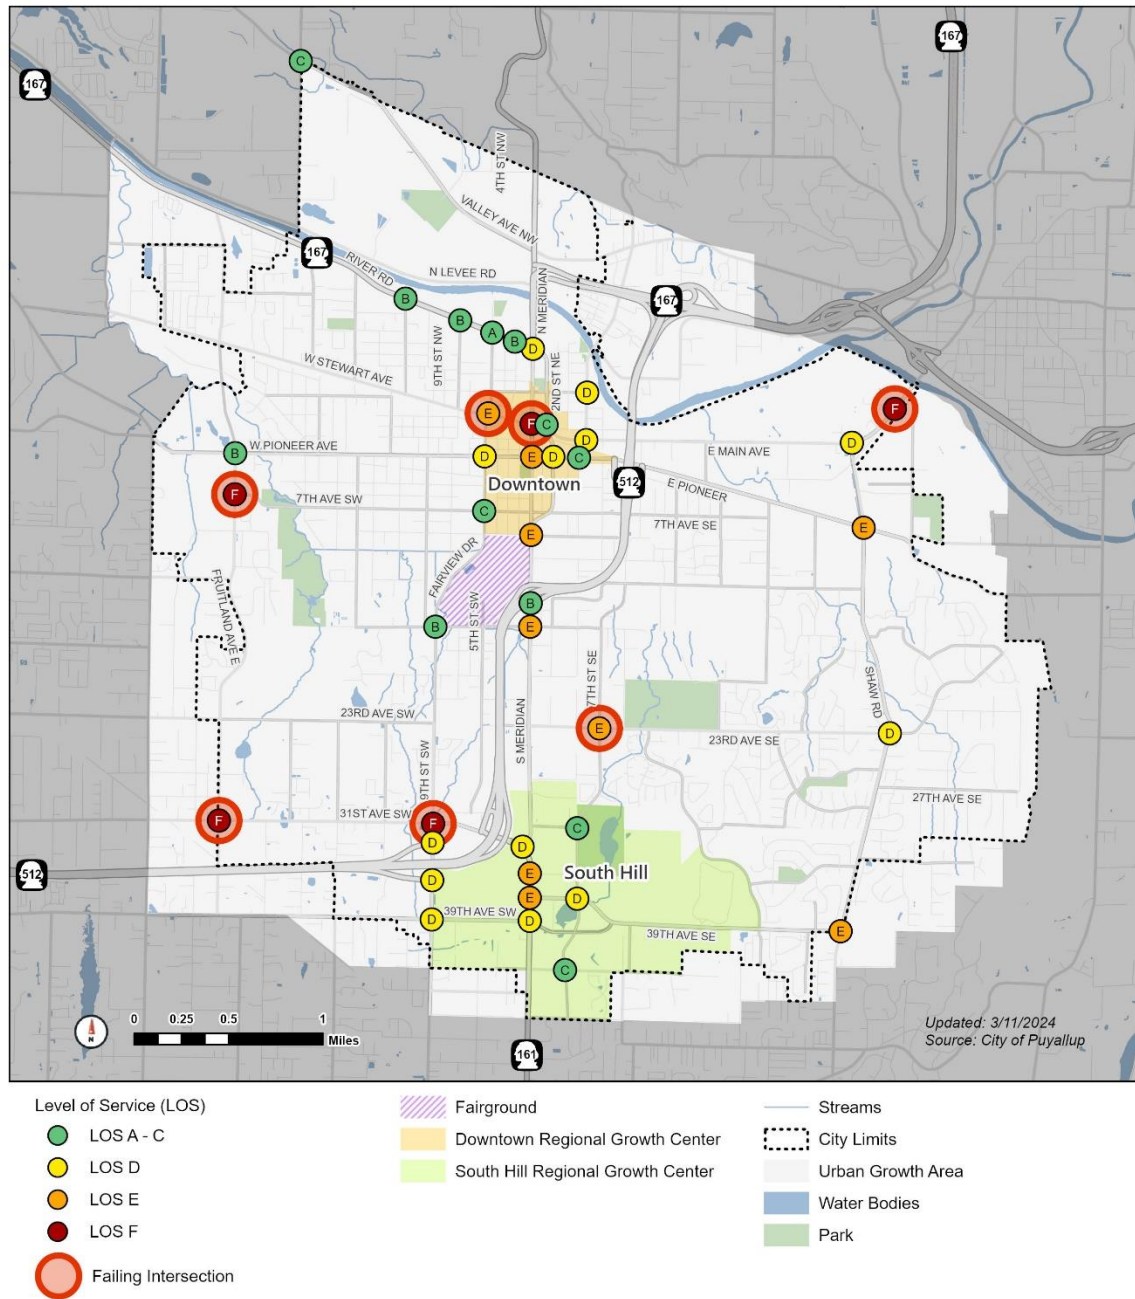 167
167
C
4TH ST NW
VALLEY AVE NW
167
RIVER RD
N LEVEE RD
167
N MERIDIAN
B
B
A
B
D
9TH ST NW
W STEWART AVE
2ND ST NE
D
E
F
C
F
D
D
W PIONEER AVE
B
D
E
D
C
E MAIN AVE
Downtown
512
E PIONEER
F
7TH AVE SW
C
7TH AVE SE
E
E
FAIRVIEW DR
FRUITLAND AVE E
5TH ST SW
B
B
E
7TH ST SE
SHAW RD
23RD AVE SW
S MERIDIAN
E
23RD AVE SE
D
9TH ST SW
27TH AVE SE
31ST AVE SW
F
F
C
D
D
South Hill
512
E
D
E
D
39TH AVE SW
D
D
39TH AVE SE
E
C
N
0 0.25 0.5 1
Miles
161
Updated: 3/11/2024
Source: City of Puyallup
Level of Service (LOS)
LOS A - C
LOS D
LOS E
LOS F
Failing Intersection
Fairground
Downtown Regional Growth Center
South Hill Regional Growth Center
Streams
City Limits
Urban Growth Area
Water Bodies
Park